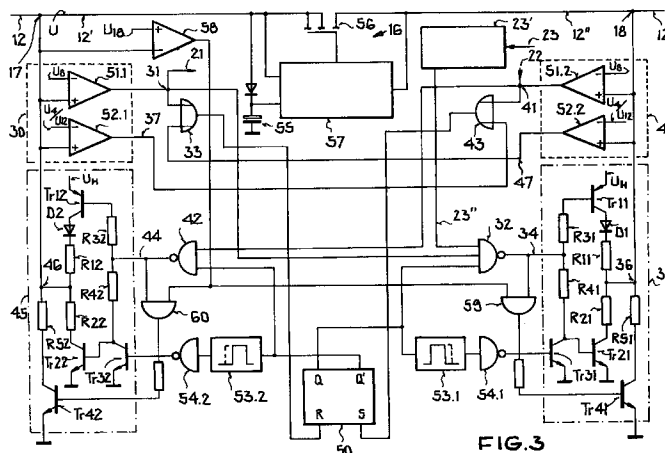 12 U 12' U18 58 56 16 23' 23 12" 18 12
17
U8 51.1 31 21 22 51.2 U8
U4/U12 57 41 U4/U12
30 52.1 37 33 55 43 52.2 4
47
UH UH
Tr12 Tr11
D2 23" D1
R32 44 42 32 34 R31
R12 R11
46 36 3
45 R42 R41
R22 60 59 R21
R52 R51
Tr22 Tr32 54.2 53.2 53.1 54.1 Tr31 Tr21
Q Q'
R S
Tr42 50 Tr41
FIG.3